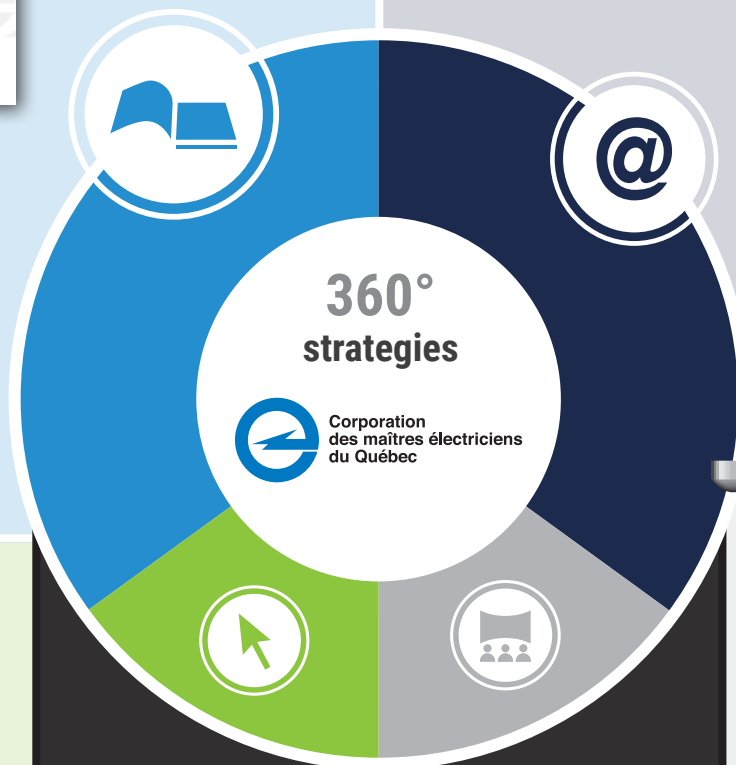 @
360°
strategies
Corporation
des maîtres électriciens
du Québec